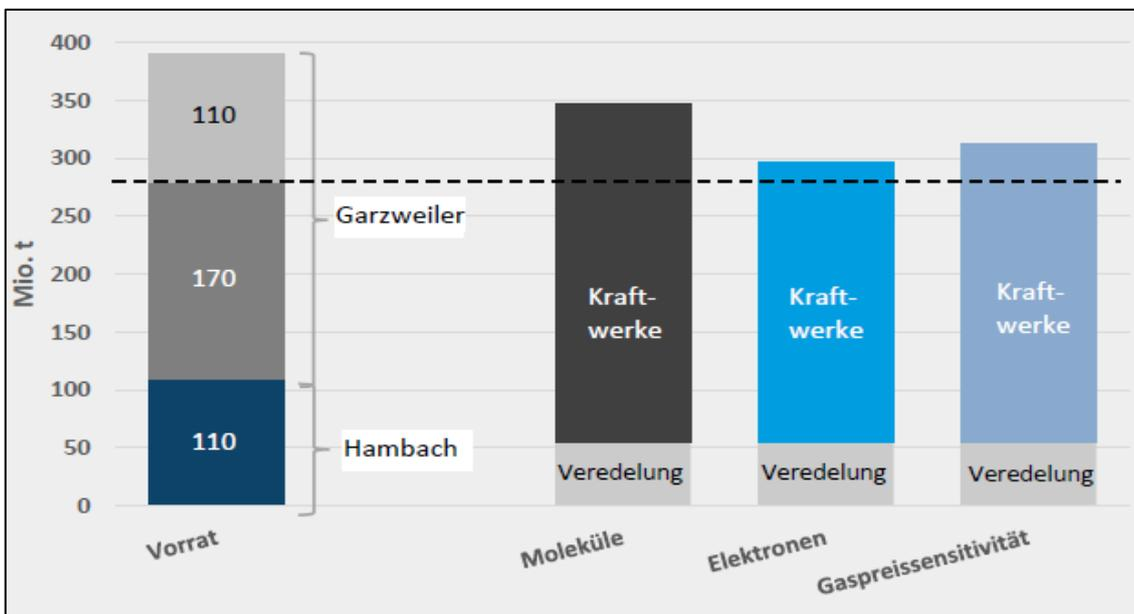 Mio. t
400
350
300
250
200
150
100
50
0
110
170
110
Garzweiler
Hambach
Kraft-
werke
Veredelung
Kraft-
werke
Veredelung
Kraft-
werke
Veredelung
Vorrat
Moleküle
Elektronen
Gaspreissensitivität